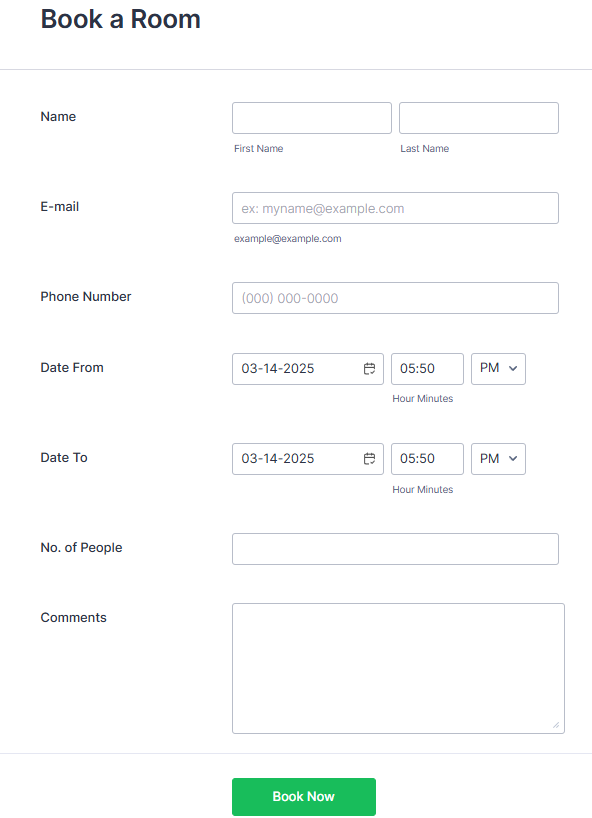 Book a Room
Name
First Name Last Name
E-mail ex: myname@example.com
example@example.com
Phone Number (000) 000-0000
Date From 03-14-2025 05:50 PM
Hour Minutes
Date To 03-14-2025 05:50 PM
Hour Minutes
No. of People
Comments
Book Now